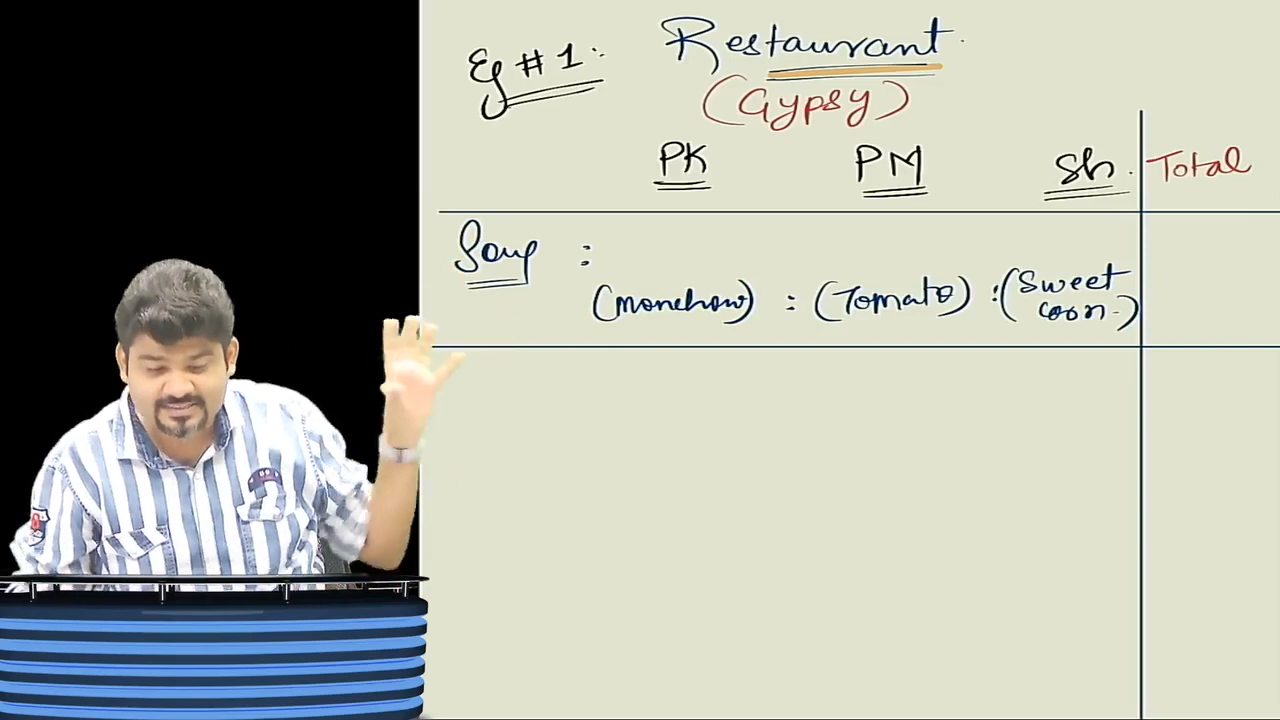 Eg #1: Restaurant
(Gypsy)
PK PM Sh. Total
Soup :
(Monchow) : (Tomato) : (Sweet
corn.)